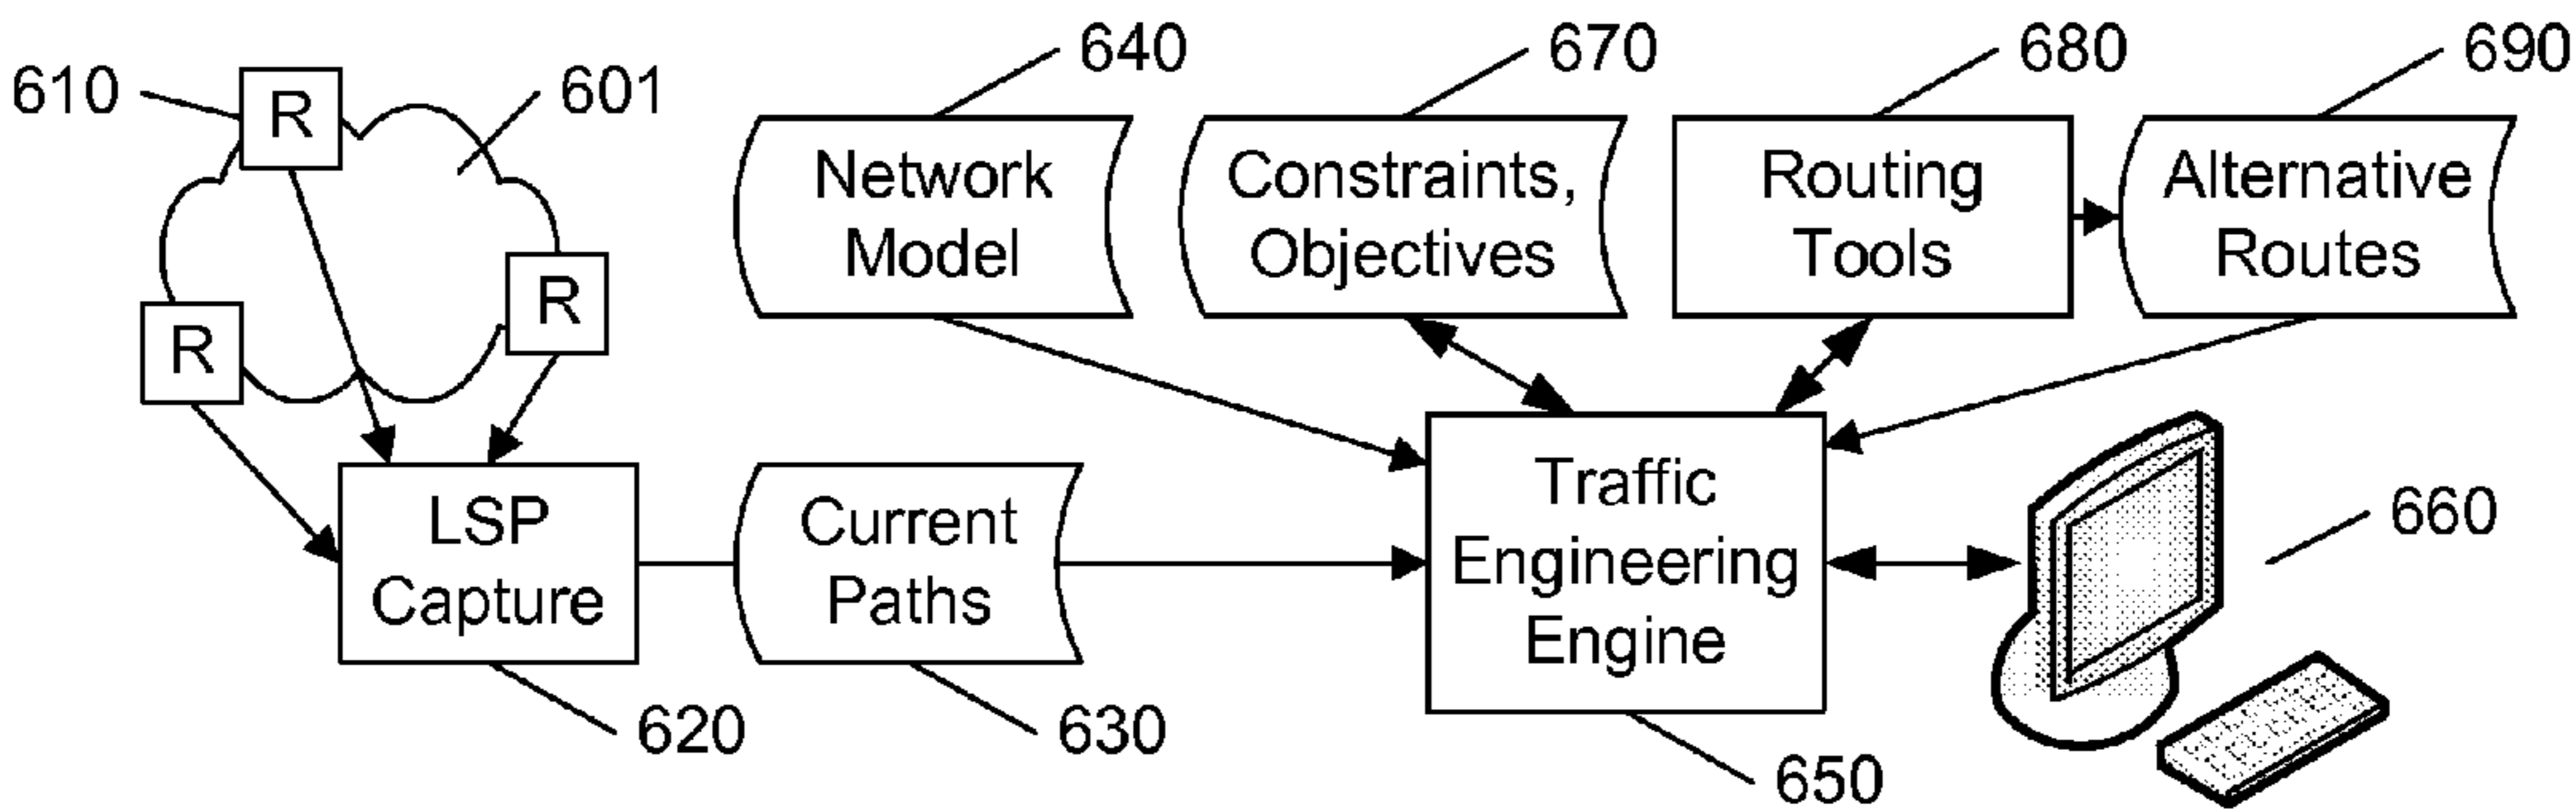 610
R
601
R
R
640
670
680
690
Network
Model
Constraints,
Objectives
Routing
Tools
Alternative
Routes
LSP
Capture
Current
Paths
Traffic
Engineering
Engine
660
620
630
650